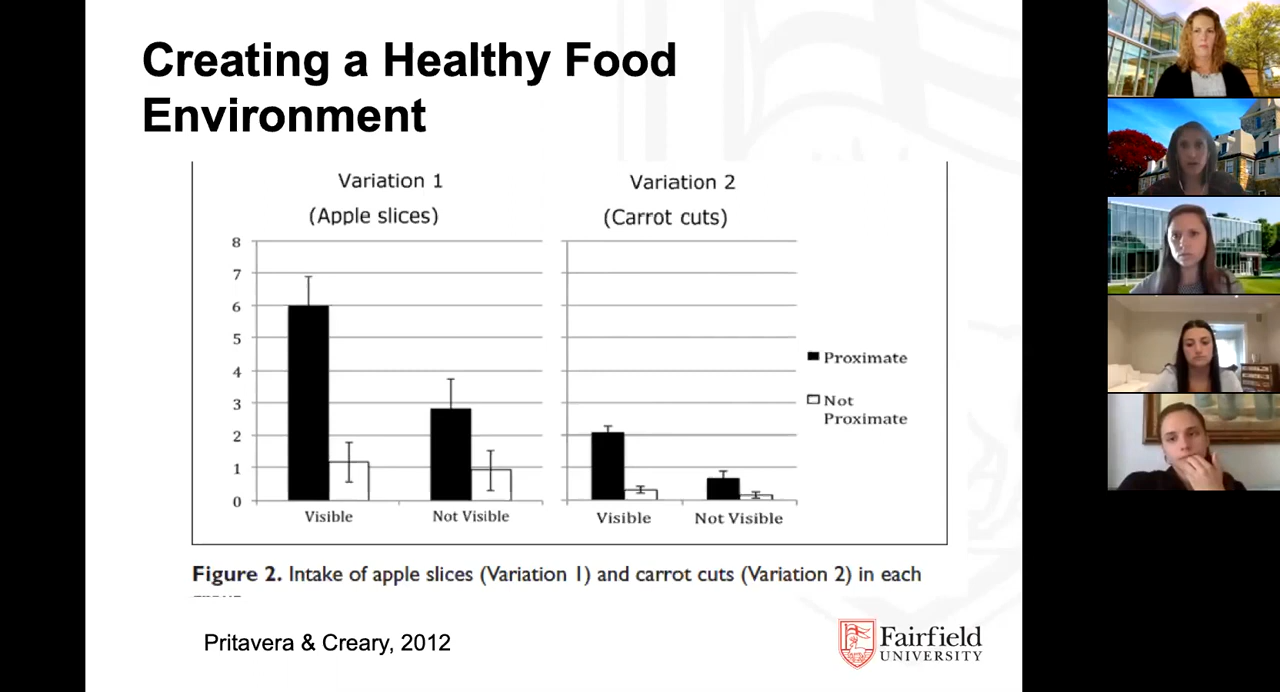 Creating a Healthy Food
Environment
Variation 1
(Apple slices)
Variation 2
(Carrot cuts)
8
7
6
5
4
3
2
1
0
Visible
Not Visible
Visible
Not Visible
Proximate
Not
Proximate
Figure 2. Intake of apple slices (Variation 1) and carrot cuts (Variation 2) in each
Pritavera & Creary, 2012
Fairfield
UNIVERSITY